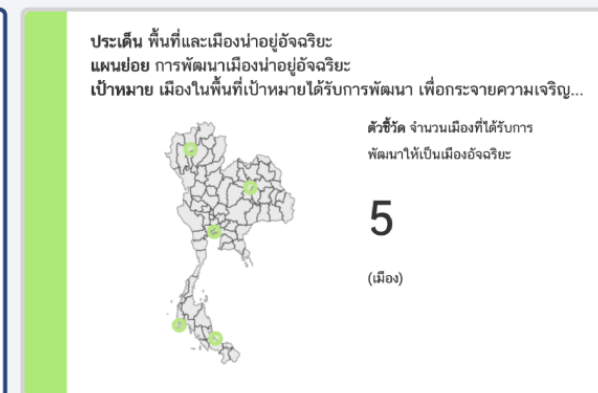 ประเด็น พื้นที่และเมืองน่าอยู่อัจฉริยะ
แผนย่อย การพัฒนาเมืองน่าอยู่อัจฉริยะ
เป้าหมาย เมืองในพื้นที่เป้าหมายได้รับการพัฒนา เพื่อกระจายความเจริญ...
ตัวชี้วัด จำนวนเมืองที่ได้รับการ
พัฒนาให้เป็นเมืองอัจฉริยะ
5
(เมือง)